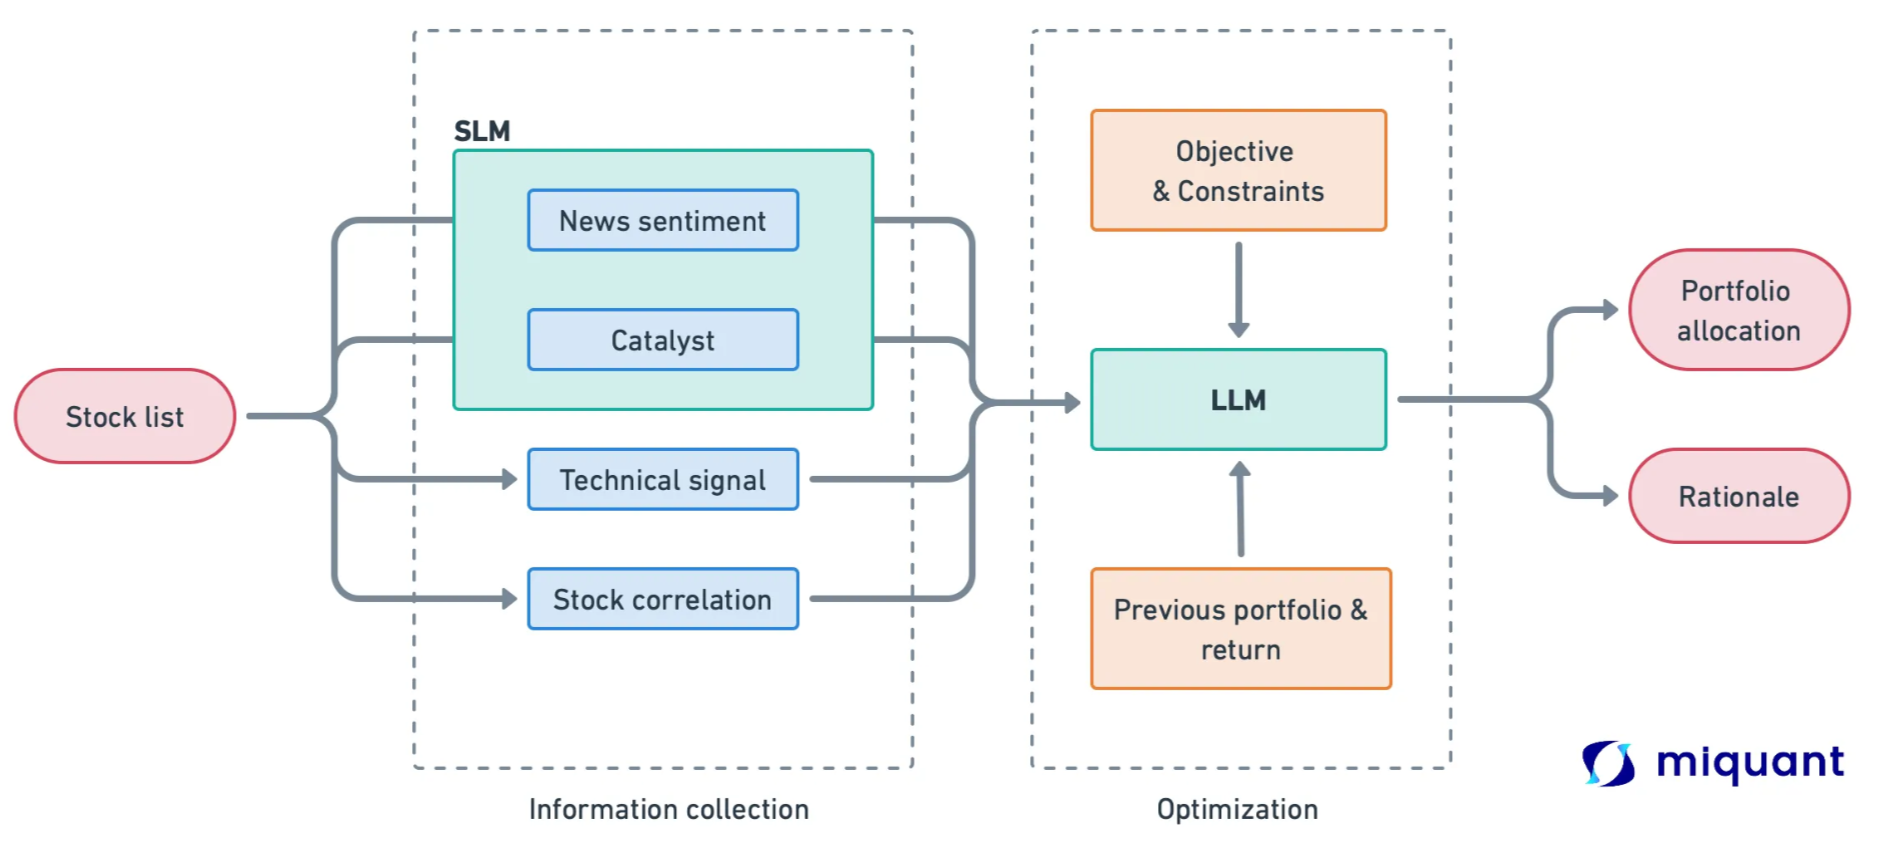 SLM
News sentiment
Catalyst
Stock list
Technical signal
Stock correlation
Information collection
Objective
& Constraints
LLM
Previous portfolio &
return
Optimization
Portfolio
allocation
Rationale
miquant